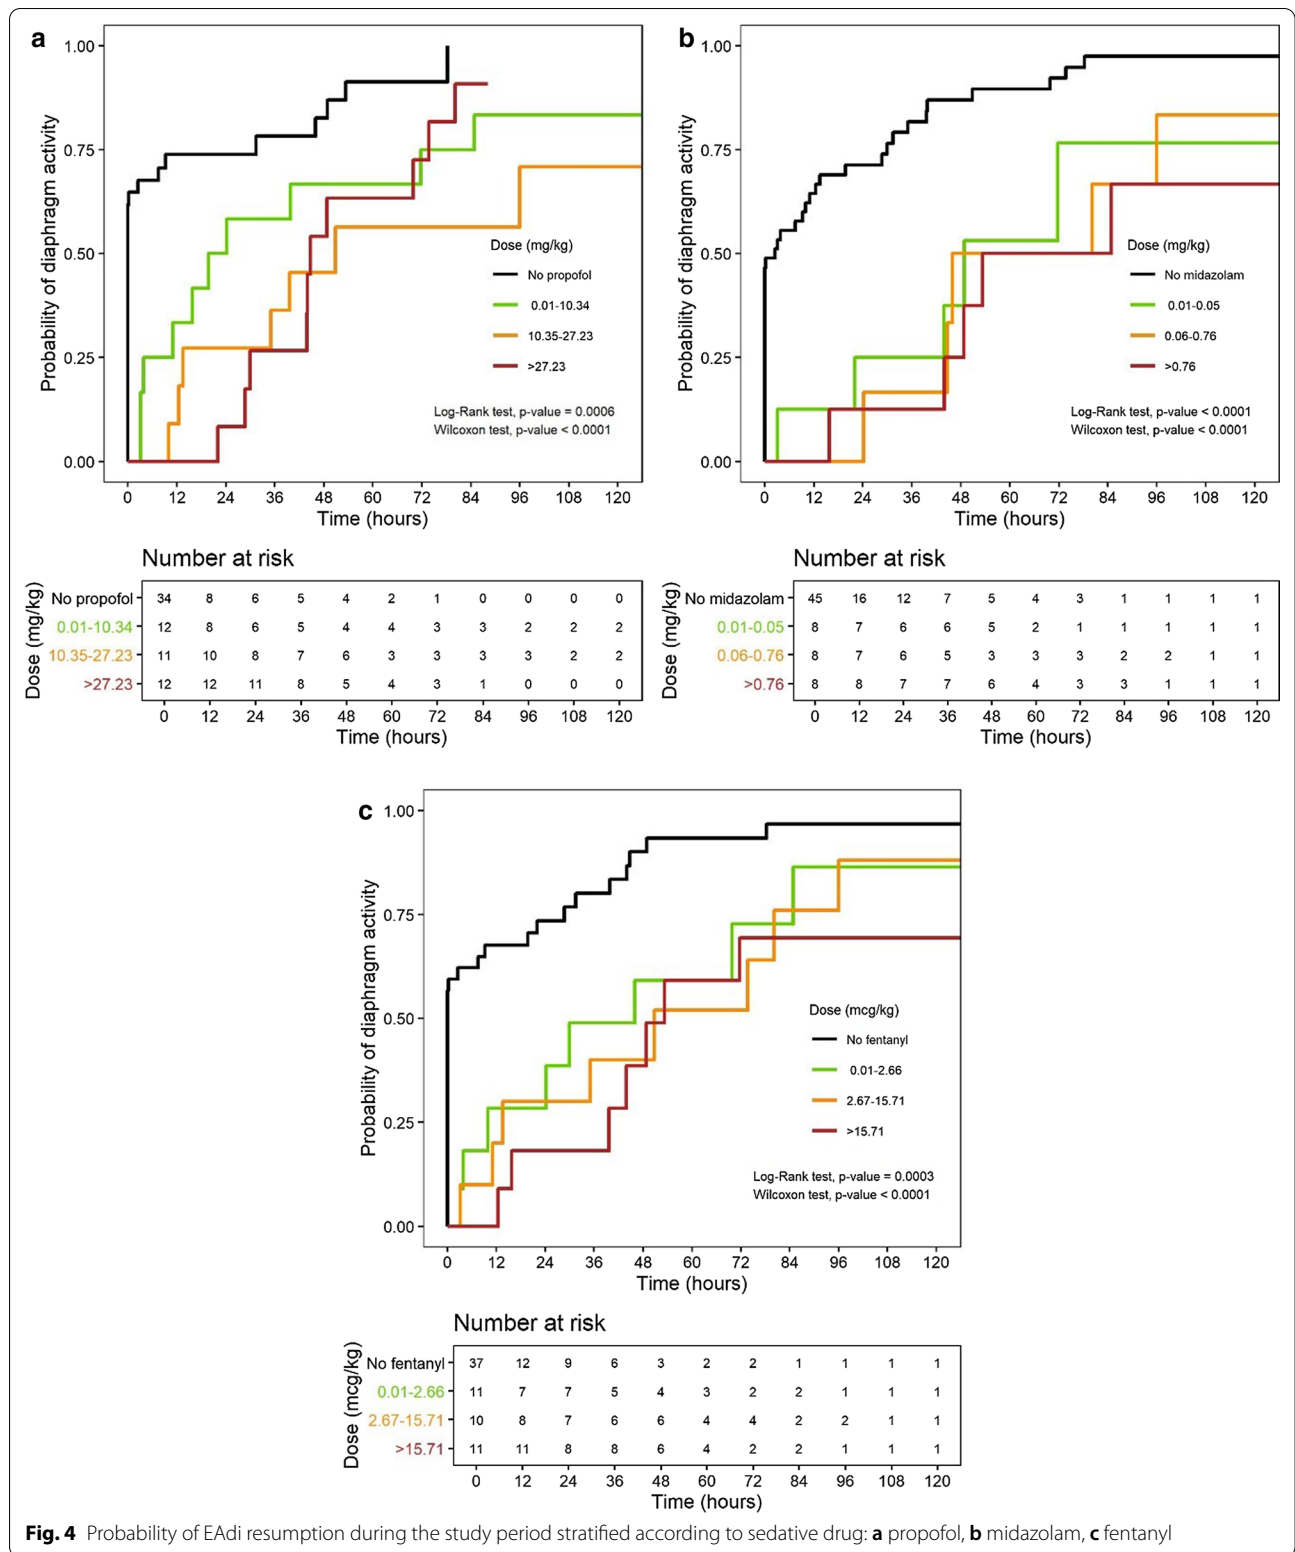 a
1.00
0.75
0.50
0.25
0.00
Probability of diaphragm activity
Dose (mg/kg)
No propofol
0.01-10.34
10.35-27.23
>27.23
Log-Rank test, p-value = 0.0006
Wilcoxon test, p-value < 0.0001
0 12 24 36 48 60 72 84 96 108 120
Time (hours)
Number at risk
Dose (mg/kg)
No propofol 34 8 6 5 4 2 1 0 0 0 0
0.01-10.34 12 8 6 5 4 4 3 3 2 2 2
10.35-27.23 11 10 8 7 6 3 3 3 3 2 2
>27.23 12 12 11 8 5 4 3 1 0 0 0
0 12 24 36 48 60 72 84 96 108 120
Time (hours)
b
1.00
0.75
0.50
0.25
0.00
Probability of diaphragm activity
Dose (mg/kg)
No midazolam
0.01-0.05
0.06-0.76
>0.76
Log-Rank test, p-value < 0.0001
Wilcoxon test, p-value < 0.0001
0 12 24 36 48 60 72 84 96 108 120
Time (hours)
Number at risk
Dose (mg/kg)
No midazolam 45 16 12 7 5 4 3 1 1 1 1
0.01-0.05 8 7 6 6 5 2 1 1 1 1 1
0.06-0.76 8 7 6 5 3 3 3 2 2 1 1
>0.76 8 8 7 7 6 4 3 3 1 1 1
0 12 24 36 48 60 72 84 96 108 120
Time (hours)
c
1.00
0.75
0.50
0.25
0.00
Probability of diaphragm activity
Dose (mcg/kg)
No fentanyl
0.01-2.66
2.67-15.71
>15.71
Log-Rank test, p-value = 0.0003
Wilcoxon test, p-value < 0.0001
0 12 24 36 48 60 72 84 96 108 120
Time (hours)
Number at risk
Dose (mcg/kg)
No fentanyl 37 12 9 6 3 2 2 1 1 1 1
0.01-2.66 11 7 7 5 4 3 2 2 1 1 1
2.67-15.71 10 8 7 6 6 4 4 2 2 1 1
>15.71 11 11 8 8 6 4 2 2 1 1 1
0 12 24 36 48 60 72 84 96 108 120
Time (hours)
Fig. 4 Probability of EAdi resumption during the study period stratified according to sedative drug: a propofol, b midazolam, c fentanyl